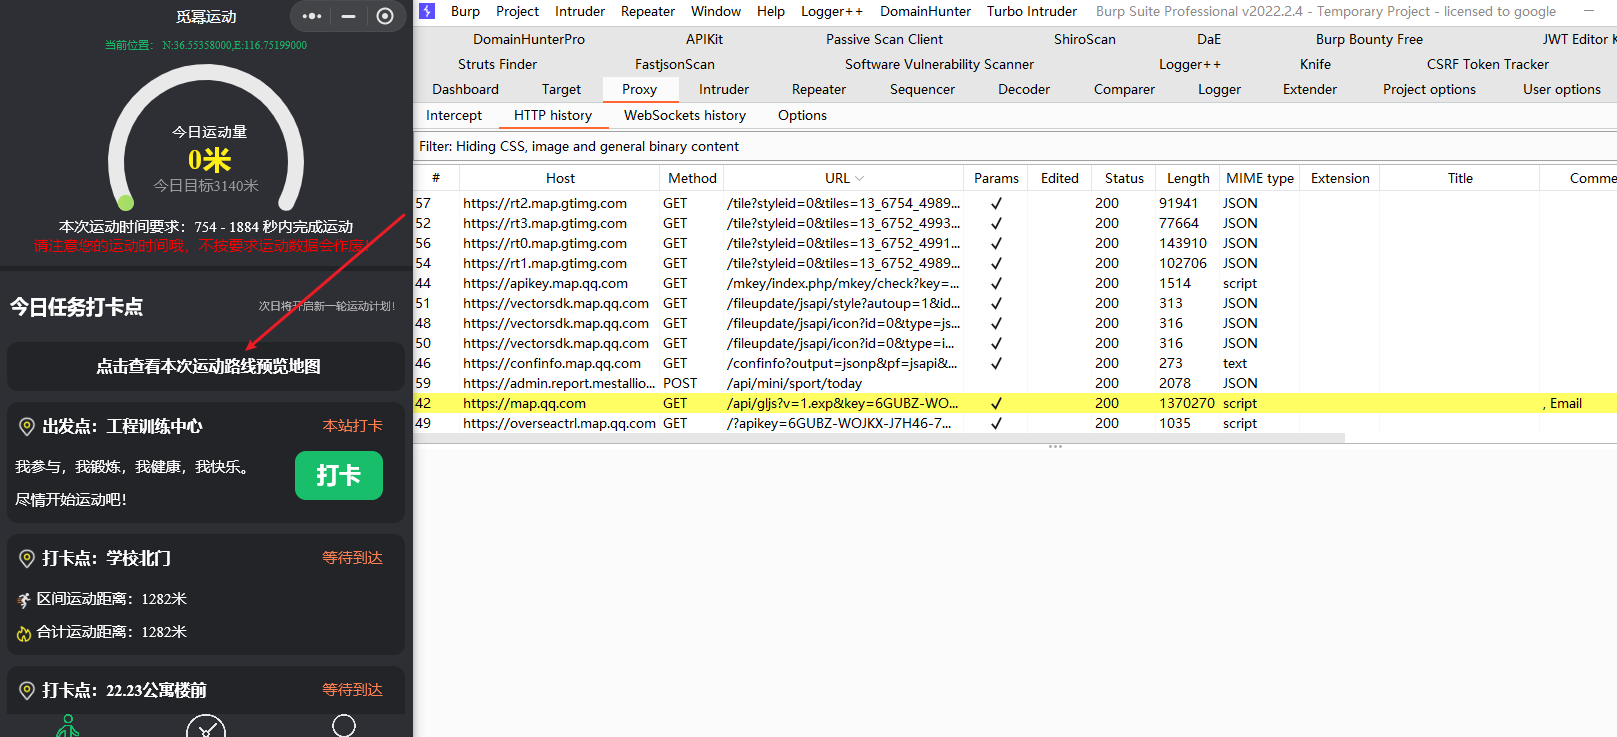 觅幂运动
当前位置： N:36.55358000,E:116.75199000
今日运动量
0米
今日目标3140米
本次运动时间要求：754 - 1884 秒内完成运动
请注意您的运动时间哦，不按要求运动数据会作废！
今日任务打卡点
次日将开启新一轮运动计划！
点击查看本次运动路线预览地图
出发点：工程训练中心
本站打卡
我参与，我锻炼，我健康，我快乐。
尽情开始运动吧！
打卡
打卡点：学校北门
等待到达
区间运动距离：1282米
合计运动距离：1282米
打卡点：22.23公寓楼前
等待到达
Burp Project Intruder Repeater Window Help Logger++ DomainHunter Turbo Intruder Burp Suite Professional v2022.2.4 - Temporary Project - licensed to google
DomainHunterPro APIKit Passive Scan Client ShiroScan DaE Burp Bounty Free JWT Editor K
Struts Finder FastjsonScan Software Vulnerability Scanner Logger++ Knife CSRF Token Tracker
Dashboard Target Proxy Intruder Repeater Sequencer Decoder Comparer Logger Extender Project options User options
Intercept HTTP history WebSockets history Options
Filter: Hiding CSS, image and general binary content
# Host Method URL Params Edited Status Length MIME type Extension Title Comme
57 https://rt2.map.gtimg.com GET /tile?styleid=0&tiles=13_6754_4989... ✓ 200 91941 JSON
52 https://rt3.map.gtimg.com GET /tile?styleid=0&tiles=13_6752_4993... ✓ 200 77664 JSON
56 https://rt0.map.gtimg.com GET /tile?styleid=0&tiles=13_6752_4991... ✓ 200 143910 JSON
54 https://rt1.map.gtimg.com GET /tile?styleid=0&tiles=13_6752_4989... ✓ 200 102706 JSON
44 https://apikey.map.qq.com GET /mkey/index.php/mkey/check?key=... ✓ 200 1514 script
51 https://vectorsdk.map.qq.com GET /fileupdate/jsapi/style?autoup=1&id... ✓ 200 313 JSON
48 https://vectorsdk.map.qq.com GET /fileupdate/jsapi/icon?id=0&type=js... ✓ 200 316 JSON
50 https://vectorsdk.map.qq.com GET /fileupdate/jsapi/icon?id=0&type=i... ✓ 200 316 JSON
46 https://confinfo.map.qq.com GET /confinfo?output=jsonp&pf=jsapi&... ✓ 200 273 text
59 https://admin.report.mestallio... POST /api/mini/sport/today 200 2078 JSON
42 https://map.qq.com GET /api/gljs?v=1.exp&key=6GUBZ-WO... ✓ 200 1370270 script , Email
49 https://overseactrl.map.qq.com GET /?apikey=6GUBZ-WOJKX-J7H46-7... ✓ 200 1035 script